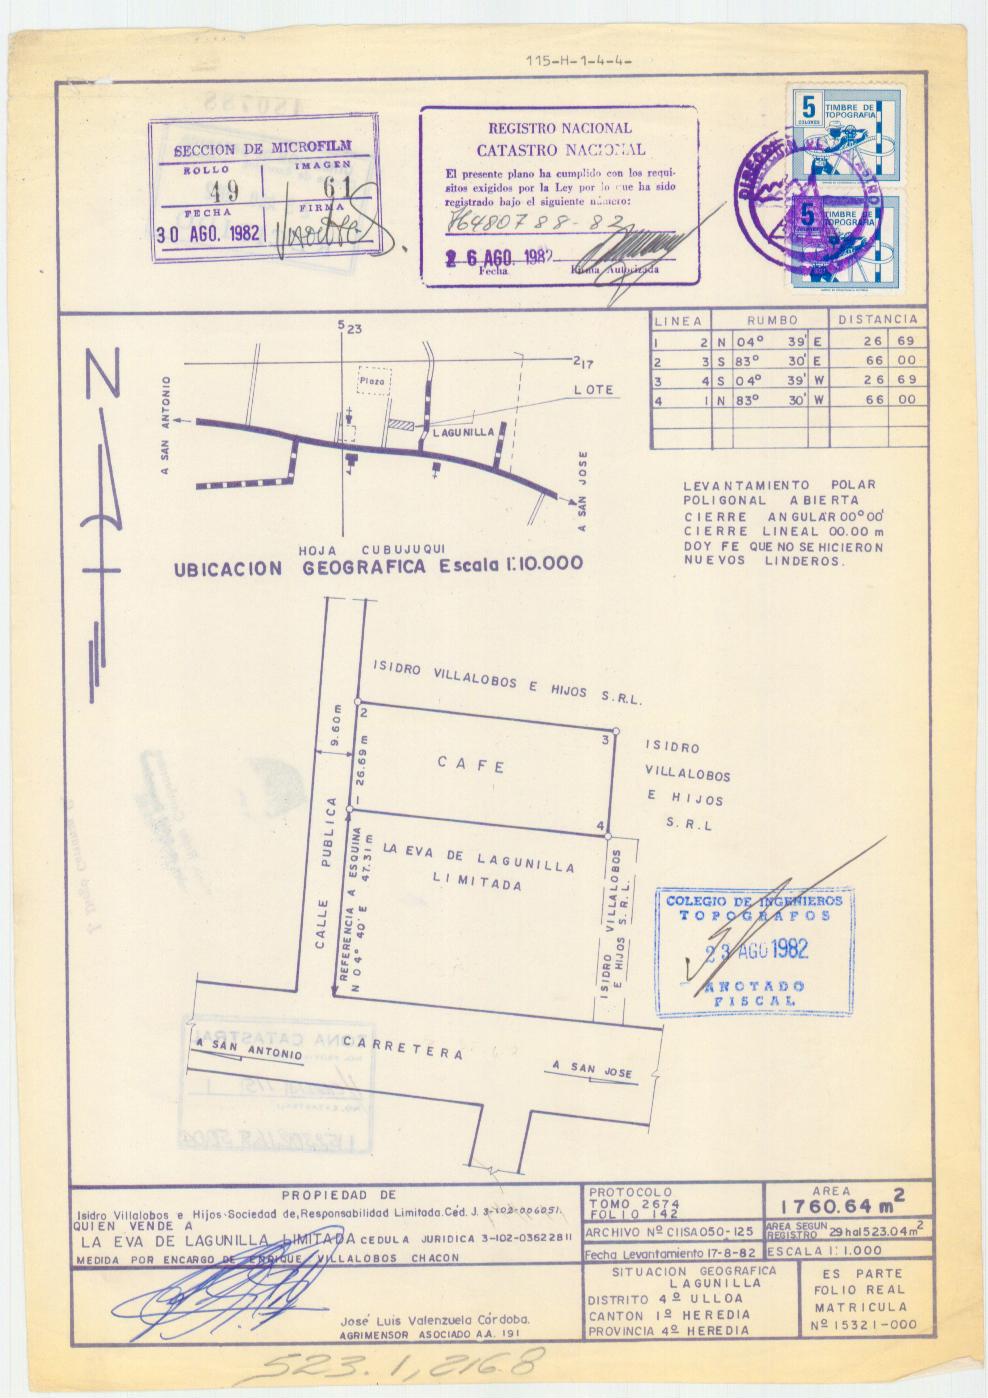 115-H-1-4-4-
SECCION DE MICROFILM
ROLLO IMAGEN
49 61
FECHA FIRMA
30 AGO. 1982
REGISTRO NACIONAL
CATASTRO NACIONAL
El presente plano ha cumplido con los requi-
sitos exigidos por la Ley por lo que ha sido
registrado bajo el siguiente número:
H6480788-82
26 AGO. 1982
Fecha Firma Autorizada
5 COLONES
TIMBRE DE TOPOGRAFIA
5 COLONES
TIMBRE DE TOPOGRAFIA
LINEA RUMBO DISTANCIA
1 2 N 04° 39' E 26 69
2 3 S 83° 30' E 66 00
3 4 S 04° 39' W 26 69
4 1 N 83° 30' W 66 00
523
217
Plaza
LOTE
LAGUNILLA
A SAN ANTONIO
A SAN JOSE
N
HOJA CUBUJUQUI
UBICACION GEOGRAFICA Escala 1:10.000
LEVANTAMIENTO POLAR
POLIGONAL ABIERTA
CIERRE ANGULAR 00°00'
CIERRE LINEAL 00.00 m
DOY FE QUE NO SE HICIERON
NUEVOS LINDEROS.
ISIDRO VILLALOBOS E HIJOS S.R.L.
2
3
9.60m
1 26.69 m
CAFE
ISIDRO
VILLALOBOS
E HIJOS
S.R.L
4
LA EVA DE LAGUNILLA
LIMITADA
CALLE PUBLICA
REFERENCIA A ESQUINA
N 04° 40' E 47.31 m
ISIDRO VILLALOBOS
E HIJOS S.R.L.
COLEGIO DE INGENIEROS
TOPOGRAFOS
23 AGO 1982
ANOTADO
FISCAL
A SAN ANTONIO
CARRETERA
A SAN JOSE
PROPIEDAD DE
Isidro Villalobos e Hijos Sociedad de Responsabilidad Limitada. Céd. J. 3-102-006051.
QUIEN VENDE A
LA EVA DE LAGUNILLA LIMITADA CEDULA JURIDICA 3-102-03622811
MEDIDA POR ENCARGO DE ENRIQUE VILLALOBOS CHACON
José Luis Valenzuela Córdoba.
AGRIMENSOR ASOCIADO A.A. 191
PROTOCOLO
TOMO 2674
FOLIO 142
ARCHIVO Nº CIISA050-125
Fecha Levantamiento 17-8-82
AREA
1760.64 m2
AREA SEGUN REGISTRO 29ha1523.04m2
ESCALA 1:1.000
SITUACION GEOGRAFICA
LAGUNILLA
DISTRITO 4º ULLOA
CANTON 1º HEREDIA
PROVINCIA 4º HEREDIA
ES PARTE
FOLIO REAL
MATRICULA
Nº 15321-000
523.1,216.8